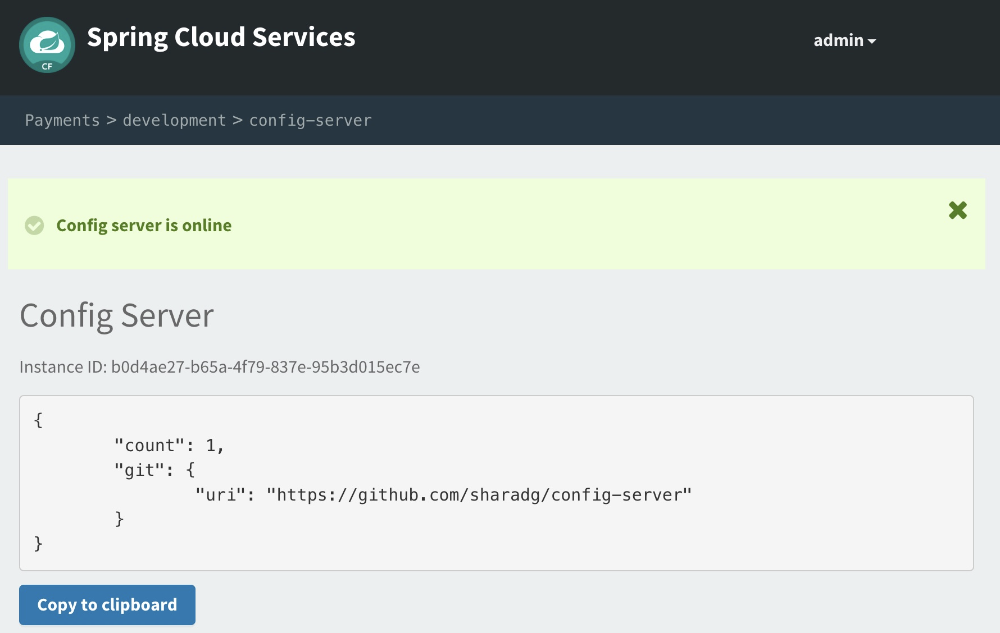 Spring Cloud Services
admin
CF
Payments > development > config-server
Config server is online
Config Server
Instance ID: b0d4ae27-b65a-4f79-837e-95b3d015ec7e
{
"count": 1,
"git": {
"uri": "https://github.com/sharadg/config-server"
}
}
Copy to clipboard